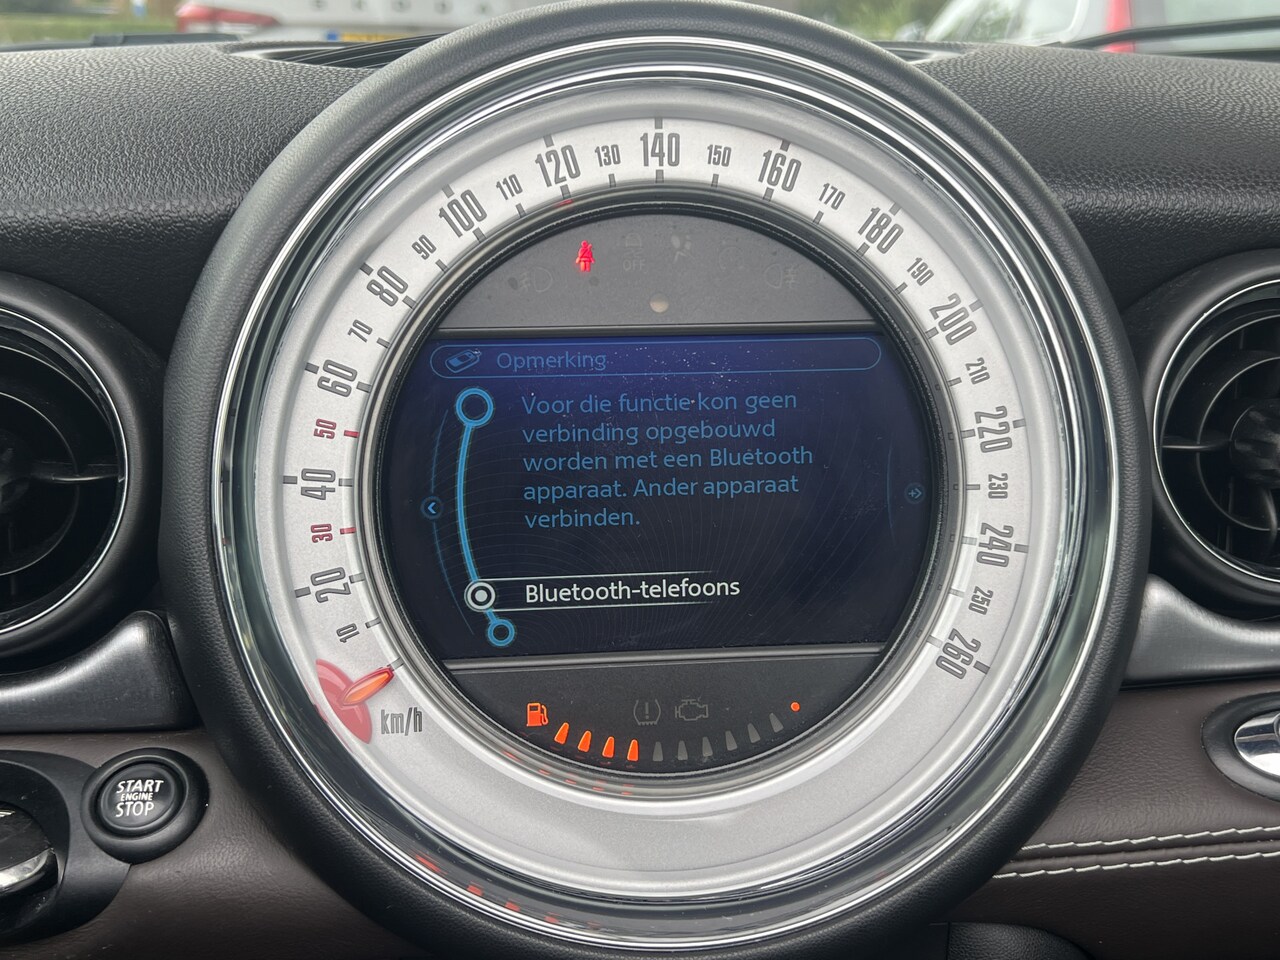 10
20
30
40
50
60
70
80
90
100
110
120
130
140
150
160
170
180
190
200
210
220
230
240
250
260
km/h
OFF
Opmerking
Voor die functie kon geen
verbinding opgebouwd
worden met een Bluetooth
apparaat. Ander apparaat
verbinden.
Bluetooth-telefoons
START
ENGINE
STOP